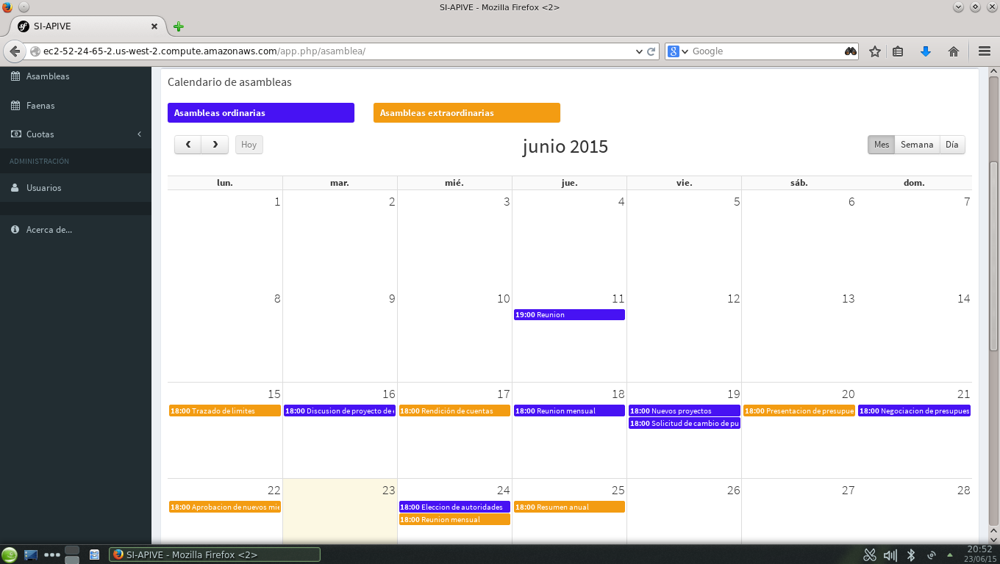 SI-APIVE - Mozilla Firefox <2>
SI-APIVE
ec2-52-24-65-2.us-west-2.compute.amazonaws.com/app.php/asamblea/
Google
Asambleas
Faenas
Cuotas
ADMINISTRACIÓN
Usuarios
Acerca de...
Calendario de asambleas
Asambleas ordinarias
Asambleas extraordinarias
Hoy
junio 2015
Mes Semana Día
lun. mar. mié. jue. vie. sáb. dom.
1 2 3 4 5 6 7
8 9 10 11 12 13 14
19:00 Reunion
15 16 17 18 19 20 21
18:00 Trazado de limites
18:00 Discusion de proyecto de
18:00 Rendición de cuentas
18:00 Reunion mensual
18:00 Nuevos proyectos
18:00 Presentacion de presupue
18:00 Negociacion de presupues
18:00 Solicitud de cambio de pu
22 23 24 25 26 27 28
18:00 Aprobacion de nuevos mie
18:00 Eleccion de autoridades
18:00 Resumen anual
18:00 Reunion mensual
SI-APIVE - Mozilla Firefox <2>
20:52
23/06/15